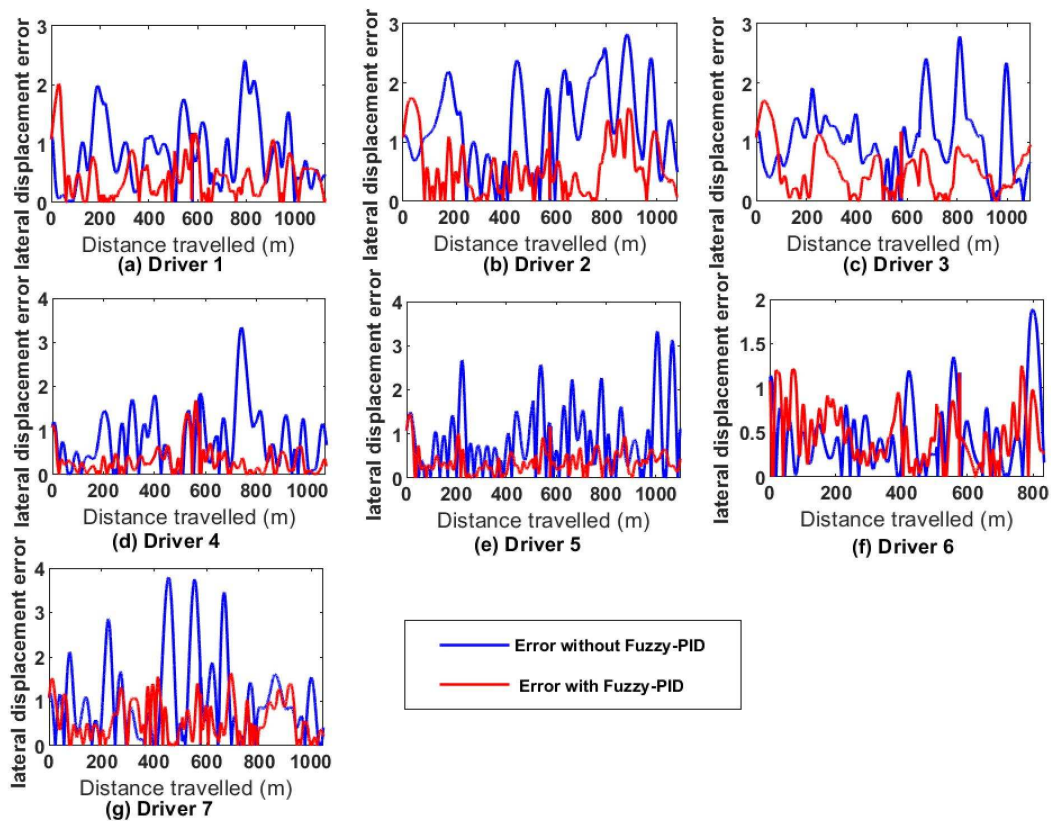 lateral displacement error
3
2
1
0
0 200 400 600 800 1000
Distance travelled (m)
(a) Driver 1
lateral displacement error
3
2
1
0
0 200 400 600 800 1000
Distance travelled (m)
(b) Driver 2
lateral displacement error
3
2
1
0
0 200 400 600 800 1000
Distance travelled (m)
(c) Driver 3
lateral displacement error
4
3
2
1
0
0 200 400 600 800 1000
Distance travelled (m)
(d) Driver 4
lateral displacement error
4
3
2
1
0
0 200 400 600 800 1000
Distance travelled (m)
(e) Driver 5
lateral displacement error
2
1.5
1
0.5
0
0 200 400 600 800
Distance travelled (m)
(f) Driver 6
lateral displacement error
4
3
2
1
0
0 200 400 600 800 1000
Distance travelled (m)
(g) Driver 7
Error without Fuzzy-PID
Error with Fuzzy-PID